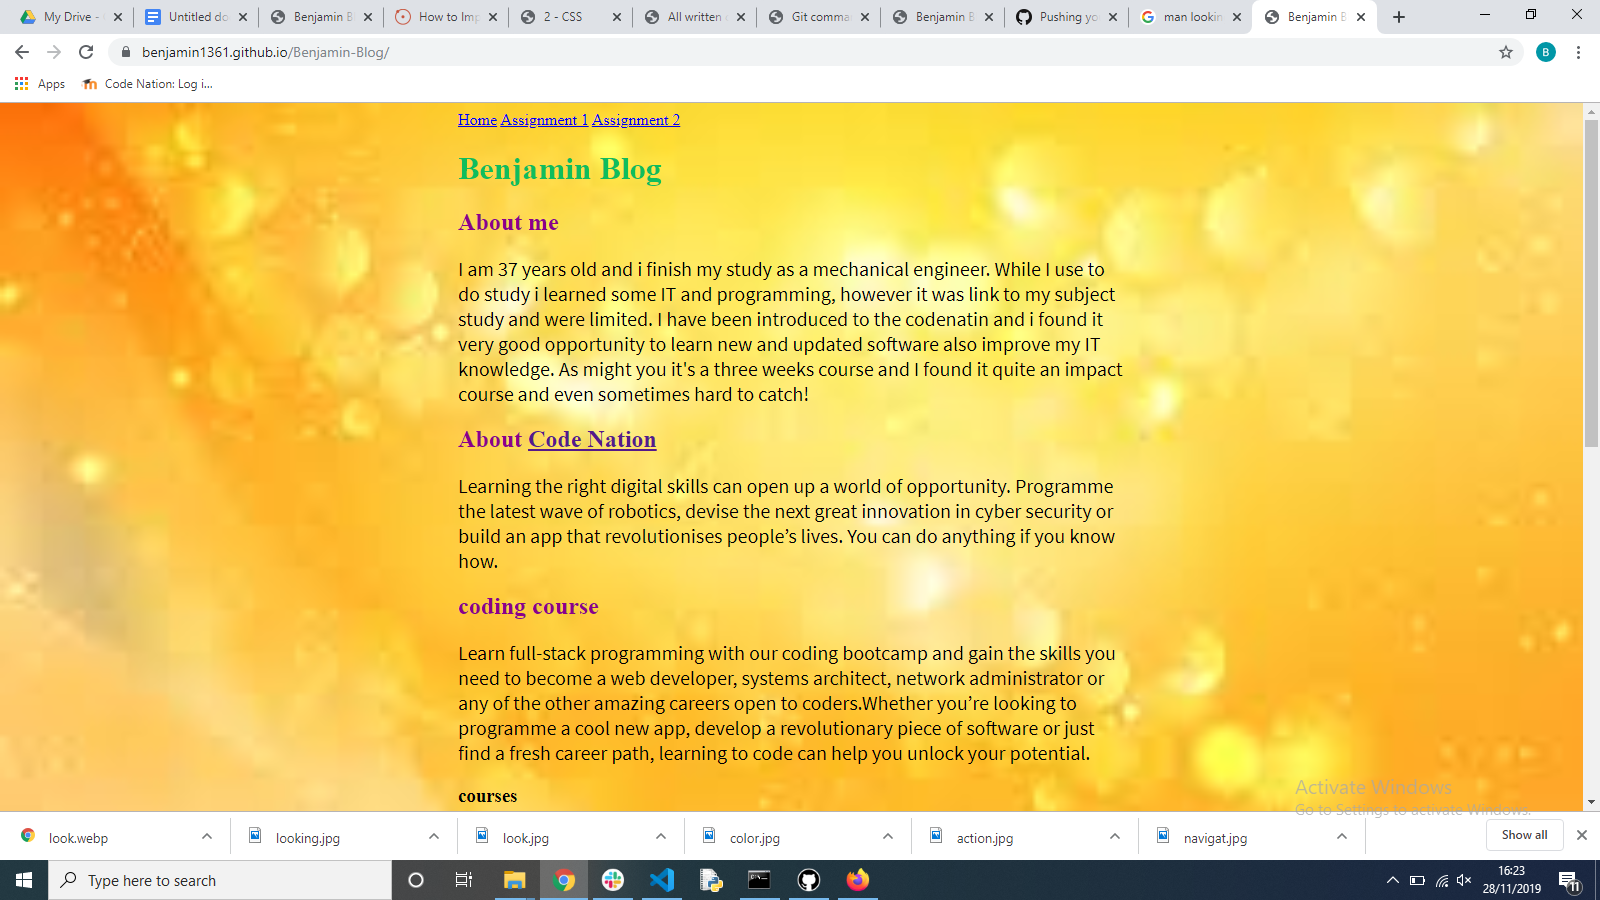 My Drive -
Untitled do
Benjamin B
How to Imp
2 - CSS
All written
Git comma
Benjamin B
Pushing yo
man lookin
Benjamin B
benjamin1361.github.io/Benjamin-Blog/
B
Apps
Code Nation: Log i...
Home Assignment 1 Assignment 2
Benjamin Blog
About me
I am 37 years old and i finish my study as a mechanical engineer. While I use to
do study i learned some IT and programming, however it was link to my subject
study and were limited. I have been introduced to the codenatin and i found it
very good opportunity to learn new and updated software also improve my IT
knowledge. As might you it's a three weeks course and I found it quite an impact
course and even sometimes hard to catch!
About Code Nation
Learning the right digital skills can open up a world of opportunity. Programme
the latest wave of robotics, devise the next great innovation in cyber security or
build an app that revolutionises people’s lives. You can do anything if you know
how.
coding course
Learn full-stack programming with our coding bootcamp and gain the skills you
need to become a web developer, systems architect, network administrator or
any of the other amazing careers open to coders.Whether you’re looking to
programme a cool new app, develop a revolutionary piece of software or just
find a fresh career path, learning to code can help you unlock your potential.
courses
Activate Windows
Go to Settings to activate Windows.
look.webp
looking.jpg
look.jpg
color.jpg
action.jpg
navigat.jpg
Show all
Type here to search
16:23
28/11/2019
11